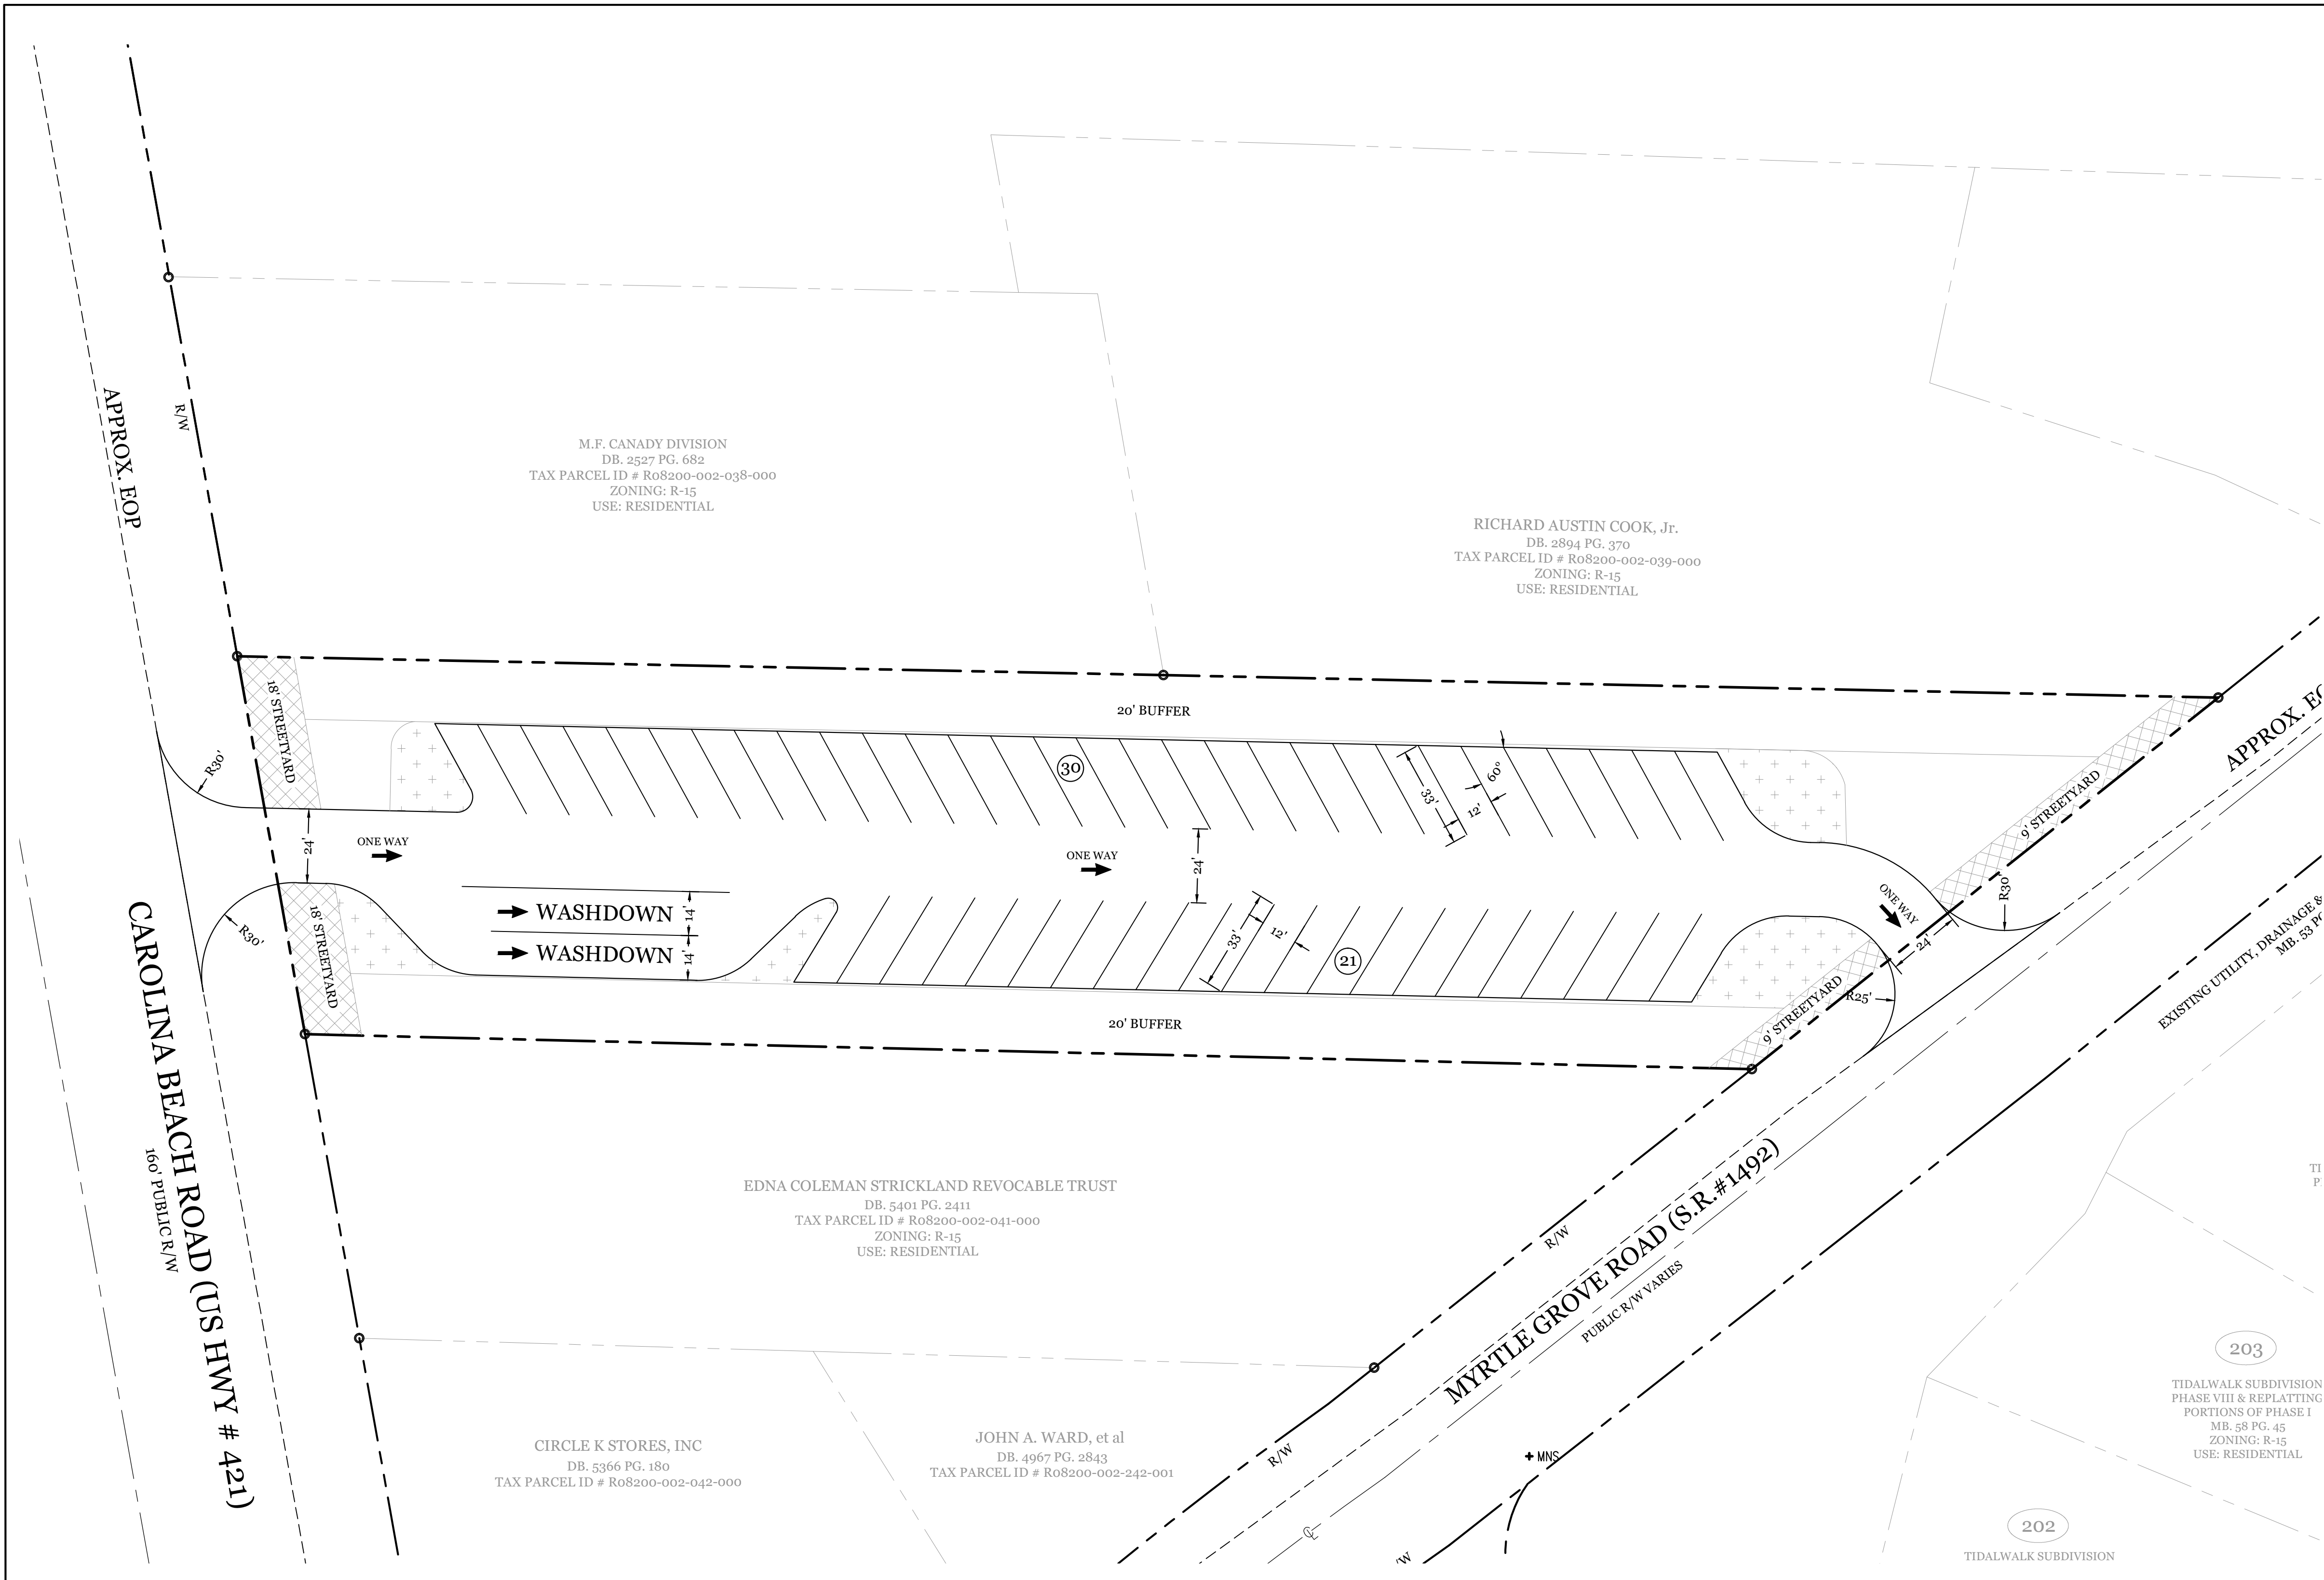 APPROX. EOP
R/W
M.F. CANADY DIVISION
DB. 2527 PG. 682
TAX PARCEL ID # R08200-002-038-000
ZONING: R-15
USE: RESIDENTIAL
RICHARD AUSTIN COOK, Jr.
DB. 2894 PG. 370
TAX PARCEL ID # R08200-002-039-000
ZONING: R-15
USE: RESIDENTIAL
18' STREETYARD
20' BUFFER
R30'
30
60°
33'
12'
24'
ONE WAY
ONE WAY
24'
9' STREETYARD
APPROX.
R30'
ONE WAY
24'
WASHDOWN
14'
WASHDOWN
14'
R30'
18' STREETYARD
33'
12'
21
9' STREETYARD
R25'
20' BUFFER
EXISTING UTILITY, DRAINAGE &
MB. 53
CAROLINA BEACH ROAD (US HWY # 421)
160' PUBLIC R/W
EDNA COLEMAN STRICKLAND REVOCABLE TRUST
DB. 5401 PG. 2411
TAX PARCEL ID # R08200-002-041-000
ZONING: R-15
USE: RESIDENTIAL
R/W
MYRTLE GROVE ROAD (S.R.#1492)
PUBLIC R/W VARIES
CIRCLE K STORES, INC
DB. 5366 PG. 180
TAX PARCEL ID # R08200-002-042-000
JOHN A. WARD, et al
DB. 4967 PG. 2843
TAX PARCEL ID # R08200-002-242-001
R/W
MNS
203
TIDALWALK SUBDIVISION
PHASE VIII & REPLATTING
PORTIONS OF PHASE I
MB. 58 PG. 45
ZONING: R-15
USE: RESIDENTIAL
202
TIDALWALK SUBDIVISION